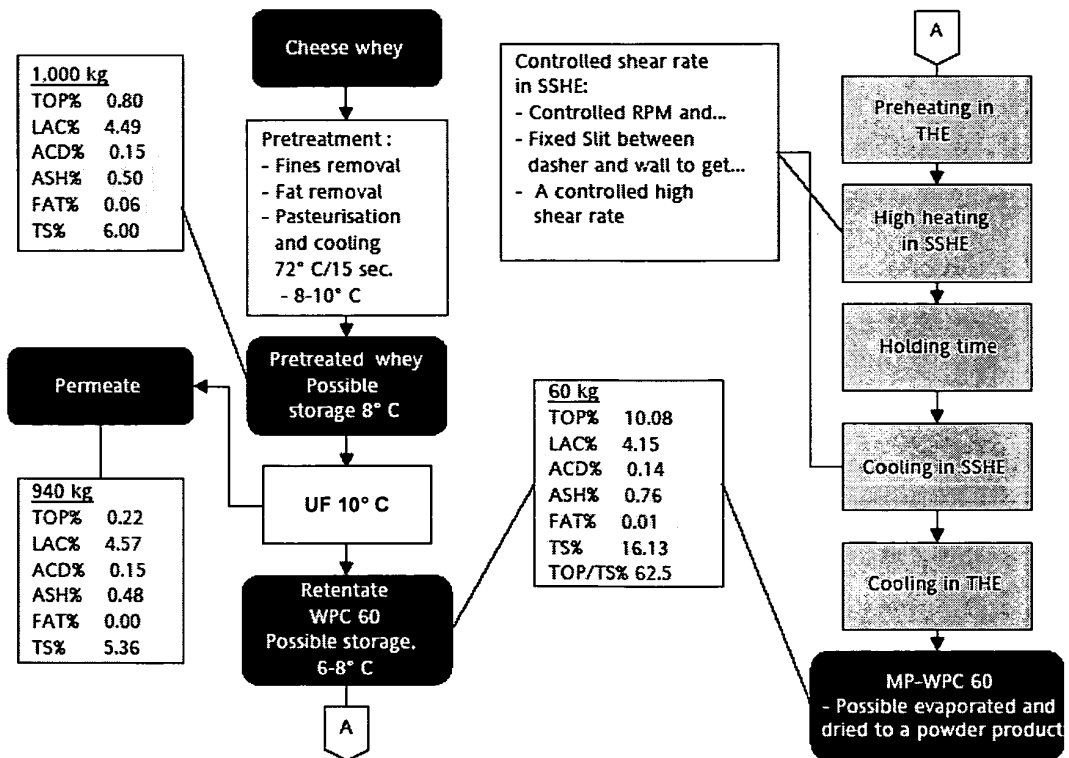 Cheese whey
1,000 kg
TOP% 0.80
LAC% 4.49
ACD% 0.15
ASH% 0.50
FAT% 0.06
TS% 6.00
Pretreatment :
- Fines removal
- Fat removal
- Pasteurisation
and cooling
72° C/15 sec.
- 8-10° C
Pretreated whey
Possible
storage 8° C
Permeate
940 kg
TOP% 0.22
LAC% 4.57
ACD% 0.15
ASH% 0.48
FAT% 0.00
TS% 5.36
UF 10° C
Retentate
WPC 60
Possible storage.
6-8° C
A
Controlled shear rate
in SSHE:
- Controlled RPM and...
- Fixed Slit between
dasher and wall to get...
- A controlled high
shear rate
60 kg
TOP% 10.08
LAC% 4.15
ACD% 0.14
ASH% 0.76
FAT% 0.01
TS% 16.13
TOP/TS% 62.5
A
Preheating in
THE
High heating
in SSHE
Holding time
Cooling in SSHE
Cooling in THE
MP-WPC 60
- Possible evaporated and
dried to a powder product